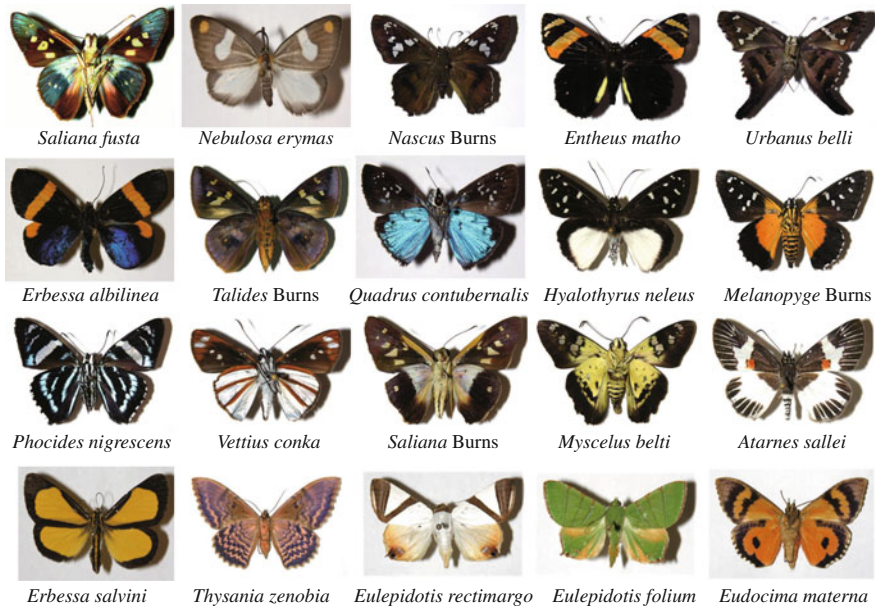 Saliana fusta Nebulosa erymas Nascus Burns Entheus matho Urbanus belli
Erbessa albilinea Talides Burns Quadrus contubernalis Hyalothyrus neleus Melanopyge Burns
Phocides nigrescens Vettius conka Saliana Burns Myscelus belti Atarnes sallei
Erbessa salvini Thysania zenobia Eulepidotis rectimargo Eulepidotis folium Eudocima materna